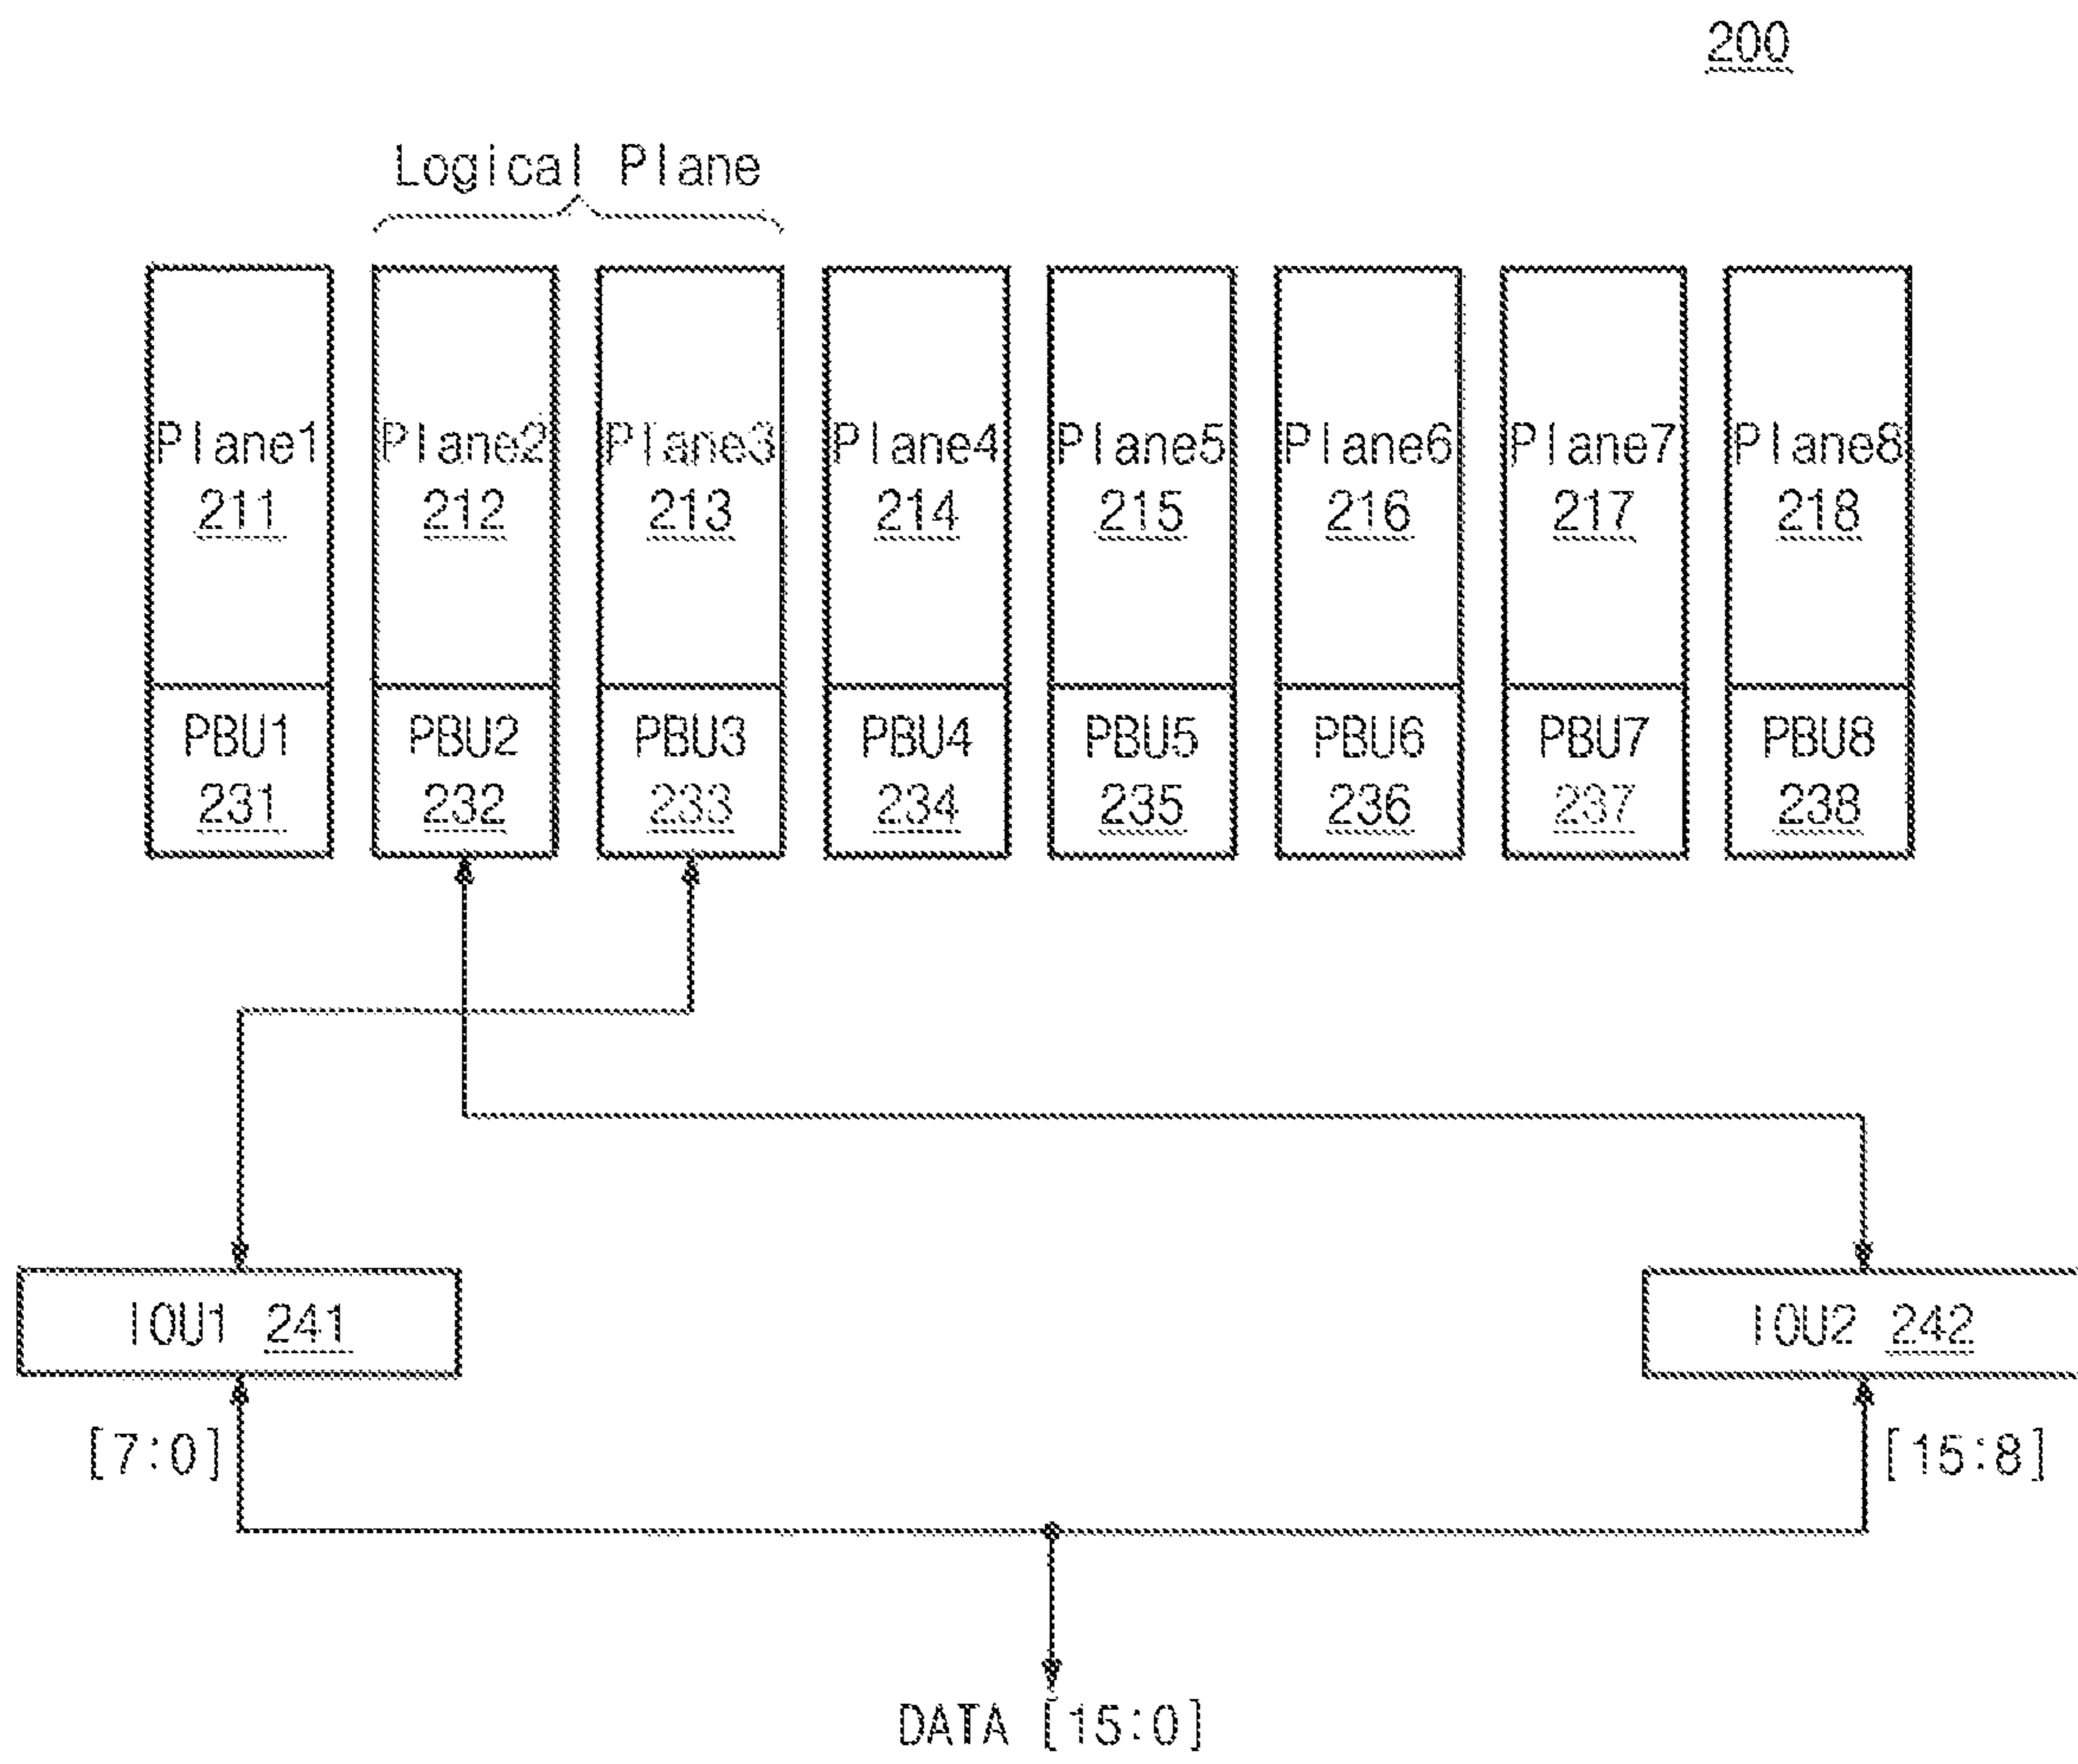 200
Logical Plane
Plane1 Plane2 Plane3 Plane4 Plane5 Plane6 Plane7 Plane8
211 212 213 214 215 216 217 218
PBU1 PBU2 PBU3 PBU4 PBU5 PBU6 PBU7 PBU8
231 232 233 234 235 236 237 238
IOU1 241 IOU2 242
[7:0] [15:8]
DATA [15:0]